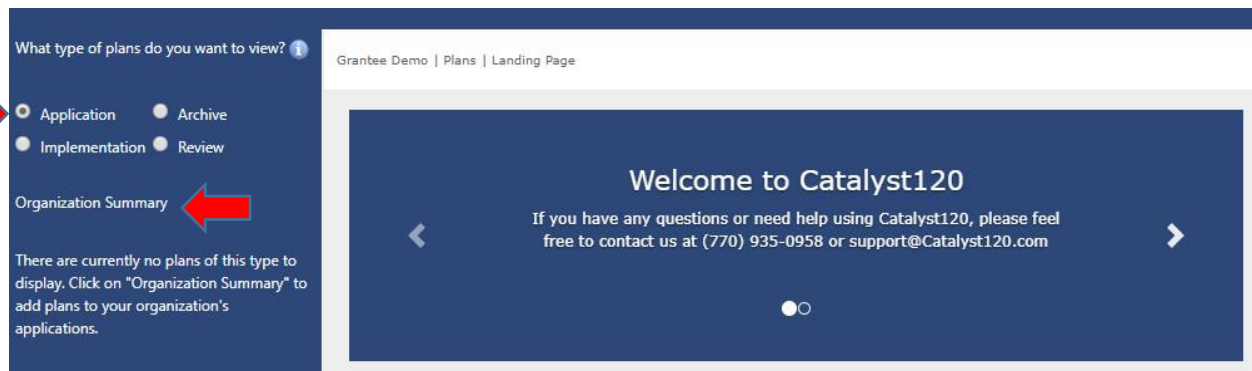 What type of plans do you want to view?
Application Archive
Implementation Review
Organization Summary
There are currently no plans of this type to
display. Click on "Organization Summary" to
add plans to your organization's
applications.
Grantee Demo | Plans | Landing Page
Welcome to Catalyst120
If you have any questions or need help using Catalyst120, please feel
free to contact us at (770) 935-0958 or support@Catalyst120.com